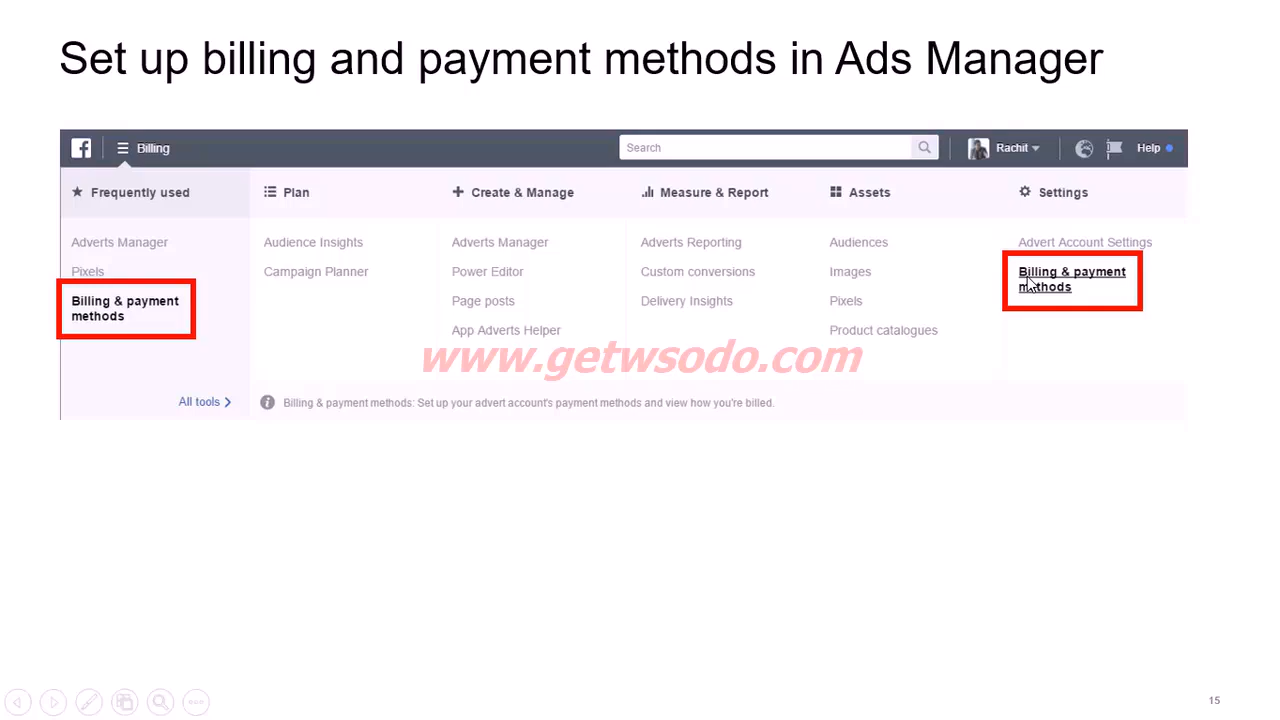 Set up billing and payment methods in Ads Manager
Billing
Search
Rachit
Help
Frequently used
Plan
Create & Manage
Measure & Report
Assets
Settings
Adverts Manager
Audience Insights
Adverts Manager
Adverts Reporting
Audiences
Advert Account Settings
Pixels
Campaign Planner
Power Editor
Custom conversions
Images
Billing & payment
methods
Billing & payment
methods
Page posts
Delivery Insights
Pixels
App Adverts Helper
Product catalogues
www.getwsodo.com
All tools
Billing & payment methods: Set up your advert account's payment methods and view how you're billed.
15